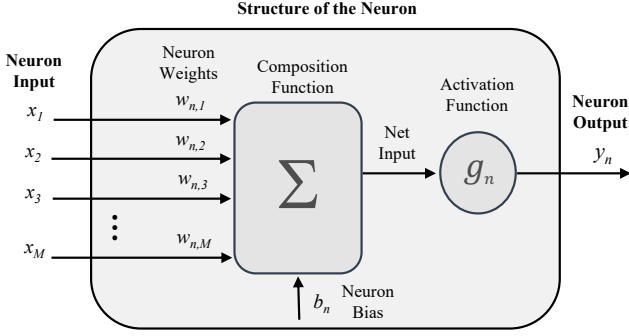 Structure of the Neuron
Neuron
Input
Neuron
Weights
Composition
Function
Activation
Function
Neuron
Output
x1
wn,1
x2
wn,2
x3
wn,3
⋮
xM
wn,M
Σ
Net
Input
gn
yn
bn
Neuron
Bias